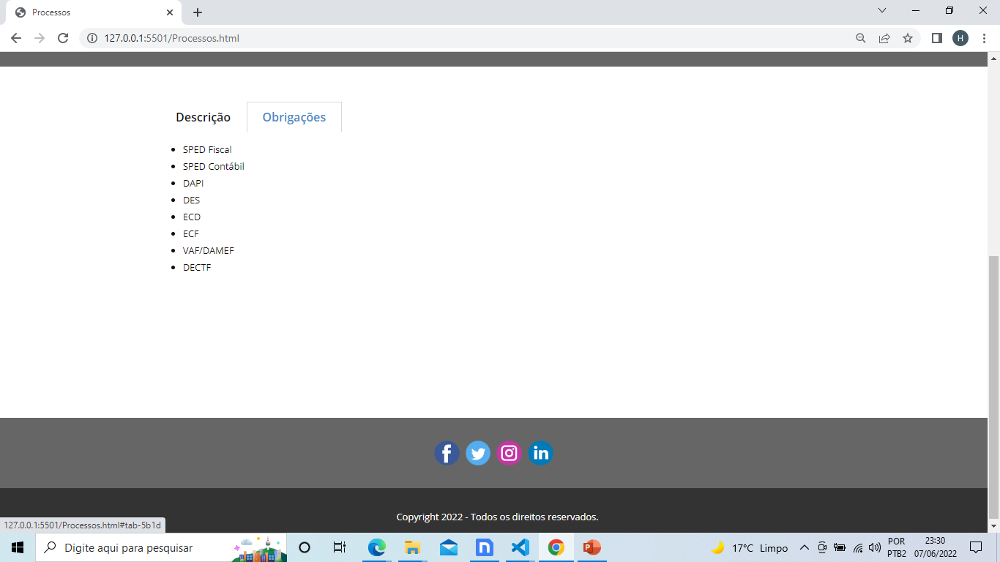 Processos
127.0.0.1:5501/Processos.html
H
Descrição
Obrigações
SPED Fiscal
SPED Contábil
DAPI
DES
ECD
ECF
VAF/DAMEF
DECTF
Copyright 2022 - Todos os direitos reservados.
127.0.0.1:5501/Processos.html#tab-5b1d
Digite aqui para pesquisar
17°C Limpo
POR
PTB2
23:30
07/06/2022